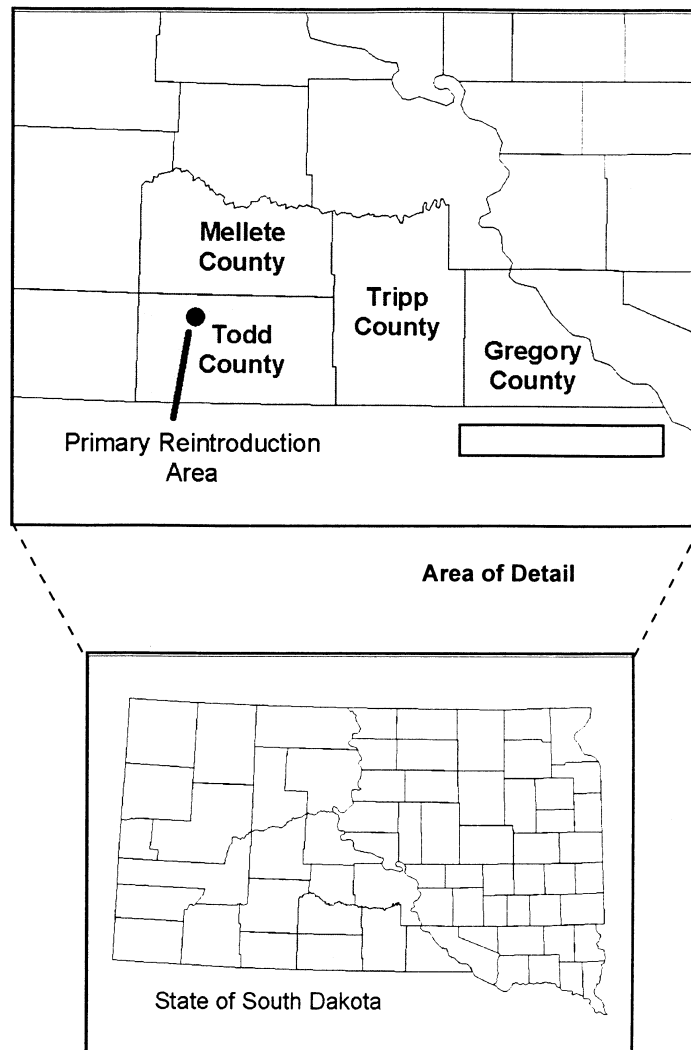 Mellete
County
Tripp
County
Todd
County
Gregory
County
Primary Reintroduction
Area
Area of Detail
State of South Dakota